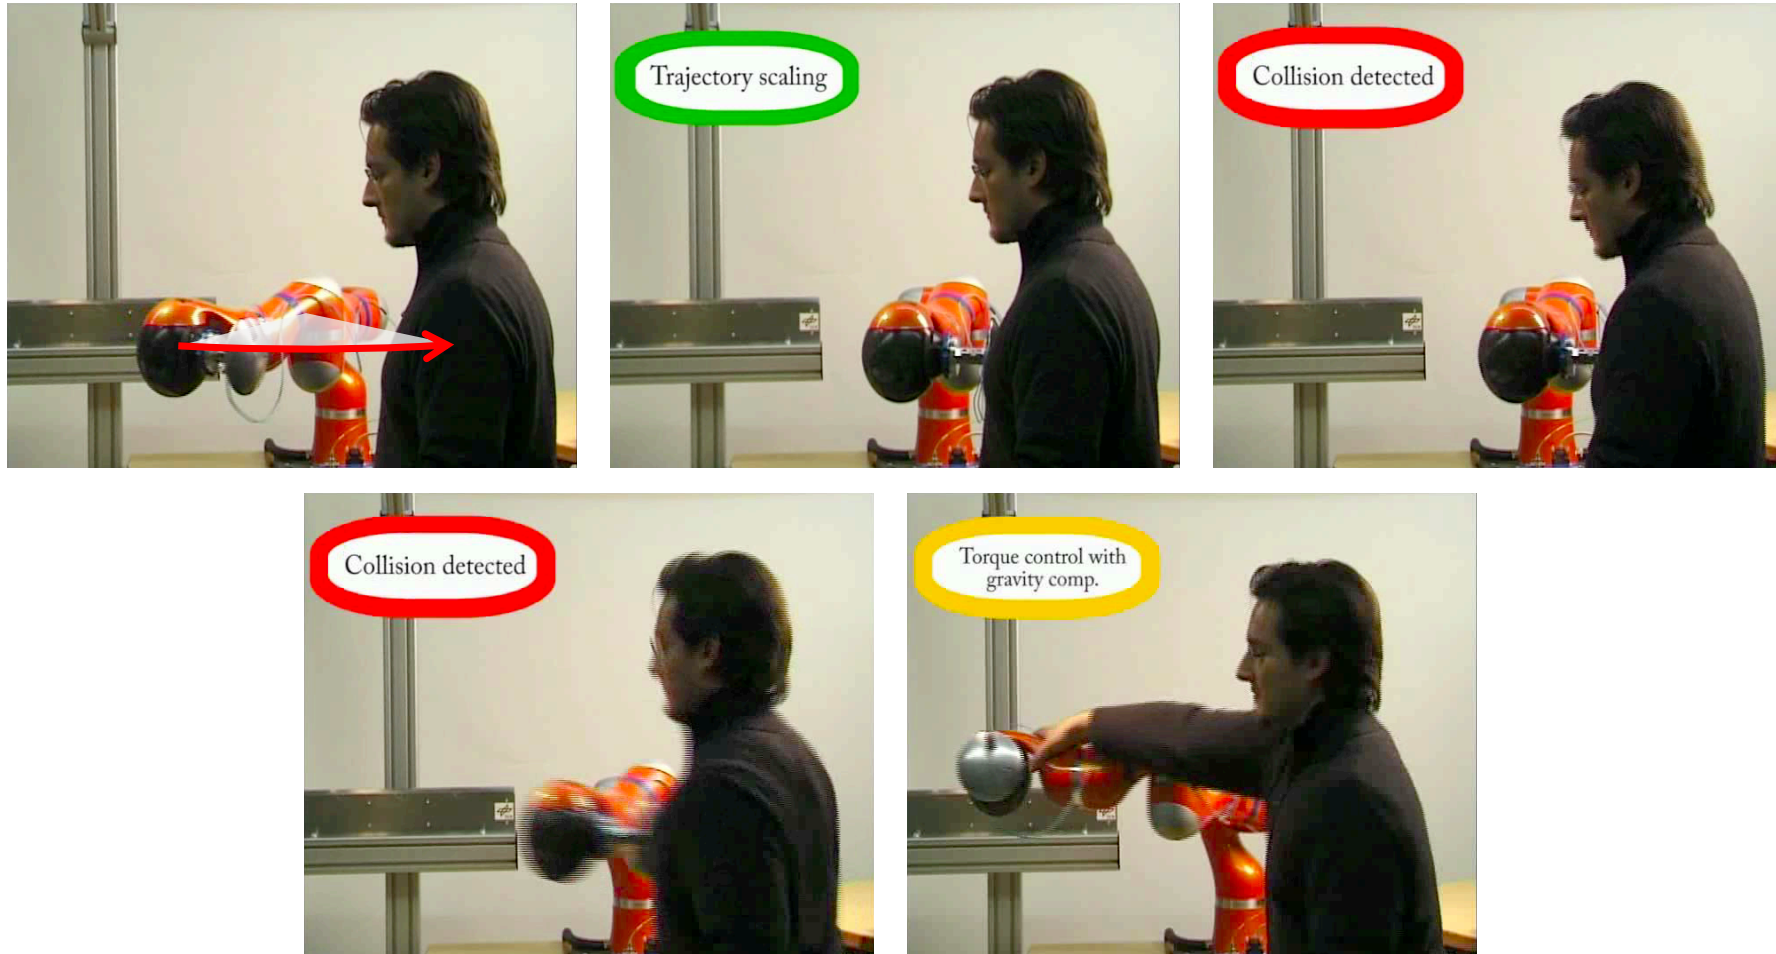 Trajectory scaling
Collision detected
Collision detected
Torque control with
gravity comp.